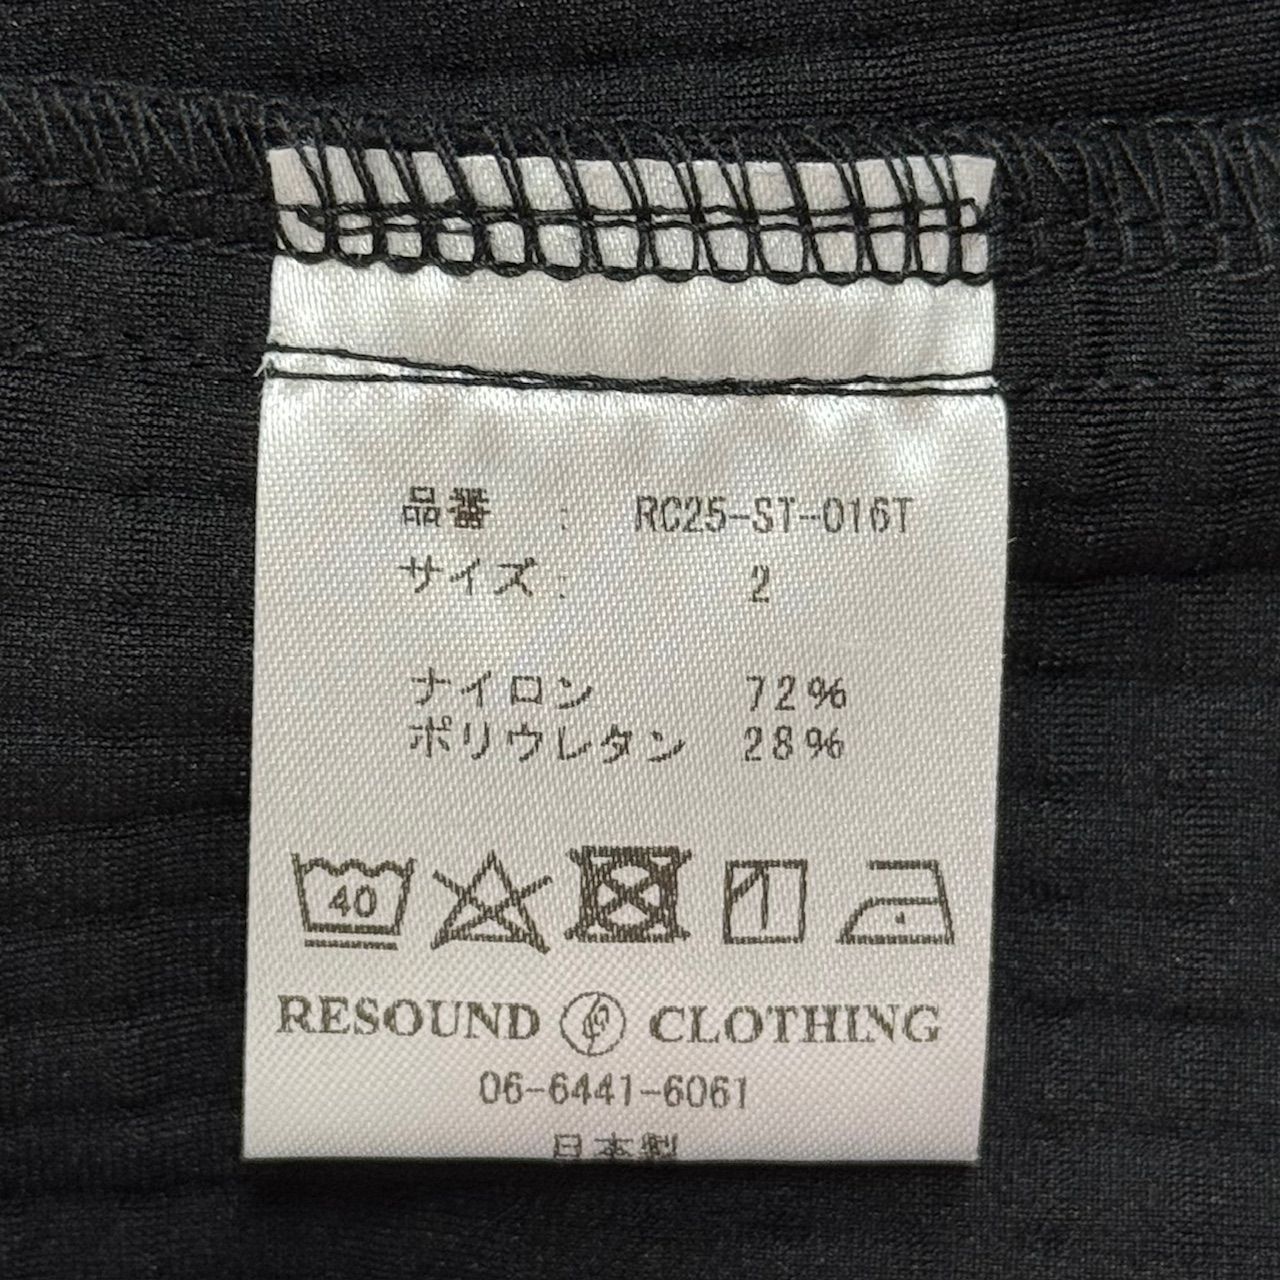 品番 : RC25-ST-016T
サイズ: 2
ナイロン 72%
ポリウレタン 28%
40
RESOUND CLOTHING
06-6441-6061
日本製